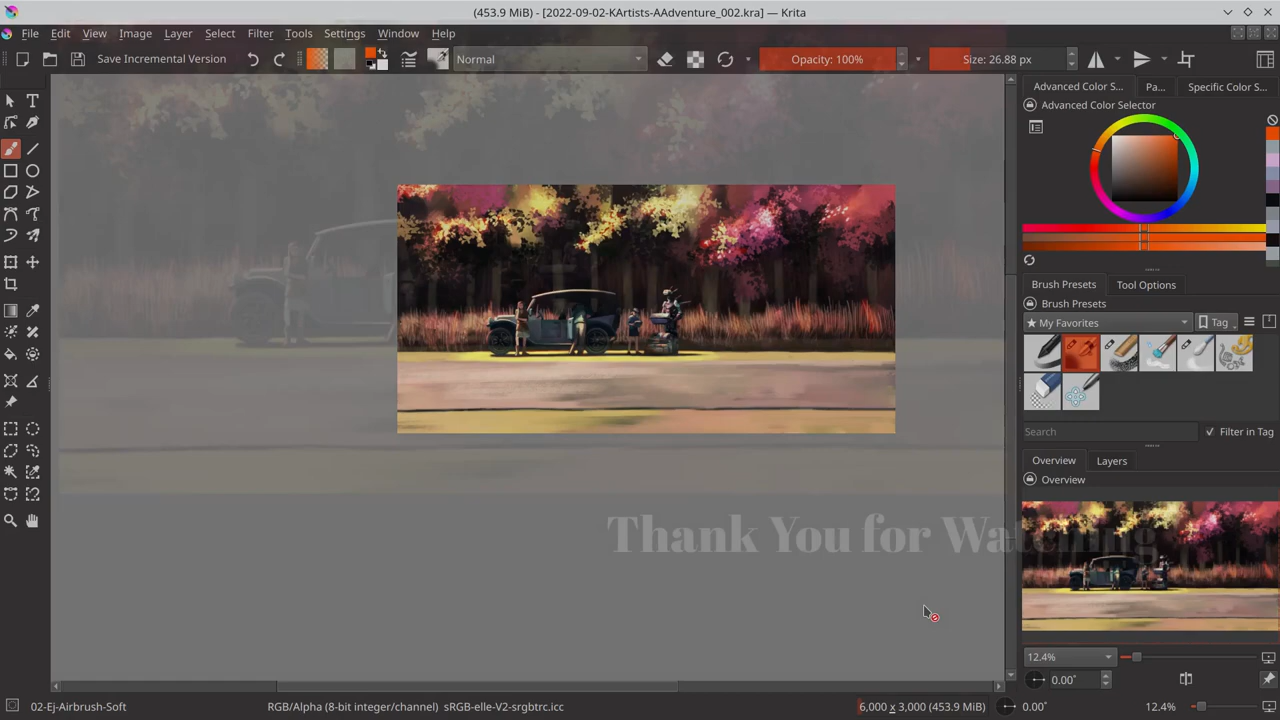 (453.9 MiB) - [2022-09-02-KArtists-AAdventure_002.kra] — Krita
File Edit View Image Layer Select Filter Tools Settings Window Help
Save Incremental Version
Normal
Opacity: 100%
Size: 26.88 px
Advanced Color S...
Pa...
Specific Color S...
Advanced Color Selector
Brush Presets
Tool Options
Brush Presets
★ My Favorites
Tag
Search
Filter in Tag
Overview
Layers
Overview
Thank You for Watching
12.4%
0.00°
02-Ej-Airbrush-Soft
RGB/Alpha (8-bit integer/channel) sRGB-elle-V2-srgbtrc.icc
6,000 x 3,000 (453.9 MiB)
0.00°
12.4%